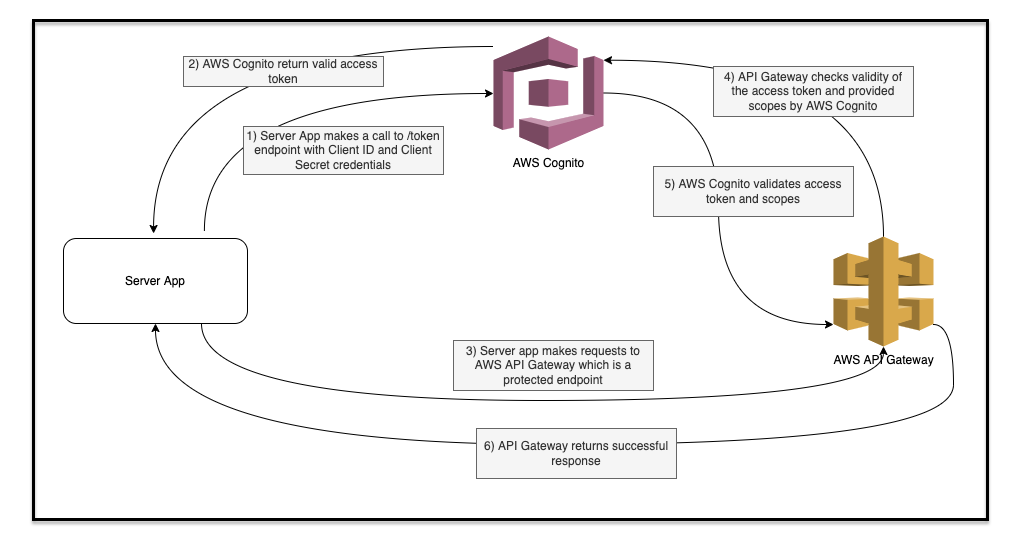 2) AWS Cognito return valid access
token
4) API Gateway checks validity of
the access token and provided
scopes by AWS Cognito
1) Server App makes a call to /token
endpoint with Client ID and Client
Secret credentials
AWS Cognito
5) AWS Cognito validates access
token and scopes
Server App
3) Server app makes requests to
AWS API Gateway which is a
protected endpoint
AWS API Gateway
6) API Gateway returns successful
response